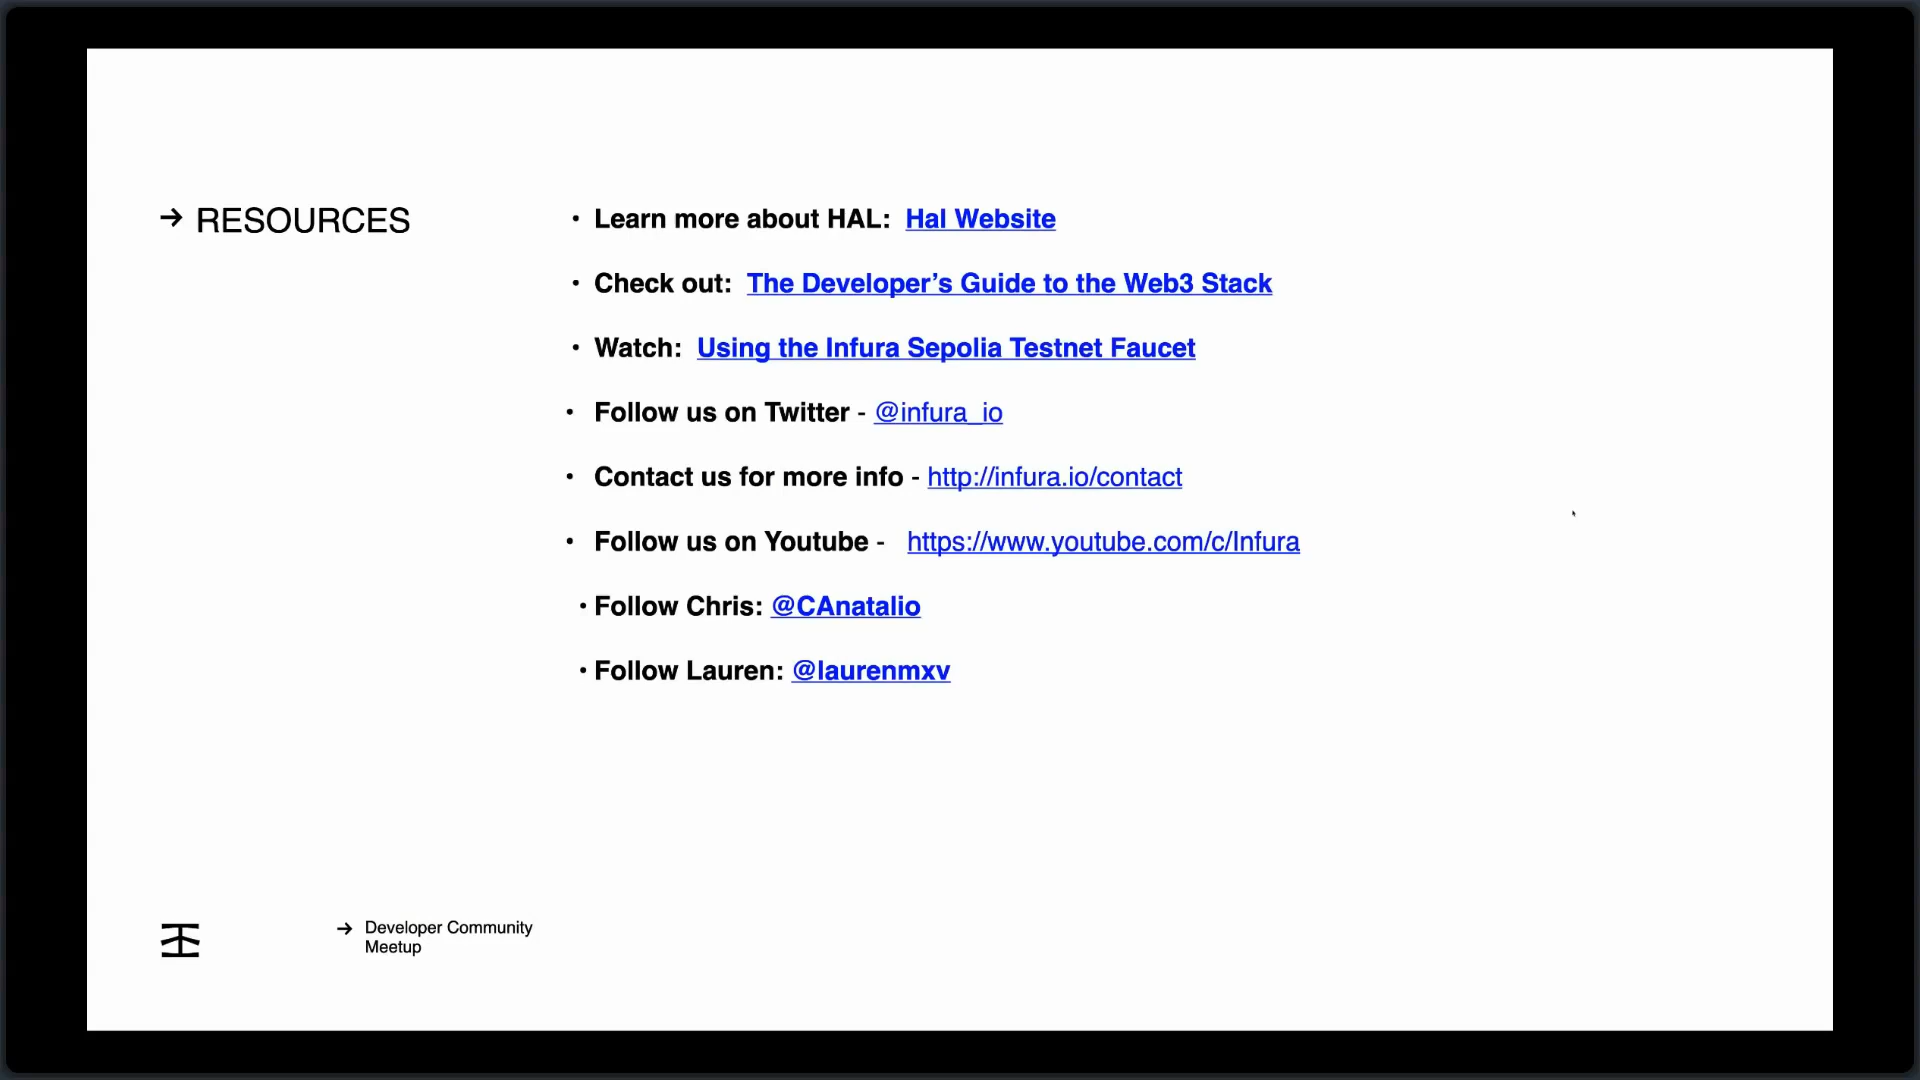 → RESOURCES
• Learn more about HAL: Hal Website
• Check out: The Developer’s Guide to the Web3 Stack
• Watch: Using the Infura Sepolia Testnet Faucet
• Follow us on Twitter - @infura_io
• Contact us for more info - http://infura.io/contact
• Follow us on Youtube - https://www.youtube.com/c/Infura
• Follow Chris: @CAnatalio
• Follow Lauren: @laurenmxv
→ Developer Community
Meetup